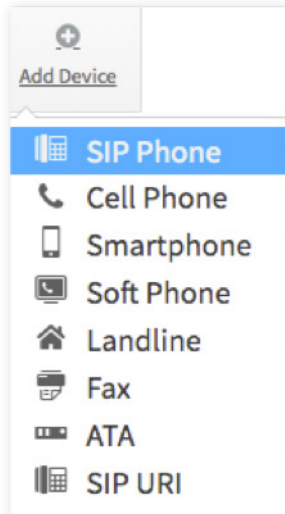 Add Device
SIP Phone
Cell Phone
Smartphone
Soft Phone
Landline
Fax
ATA
SIP URI